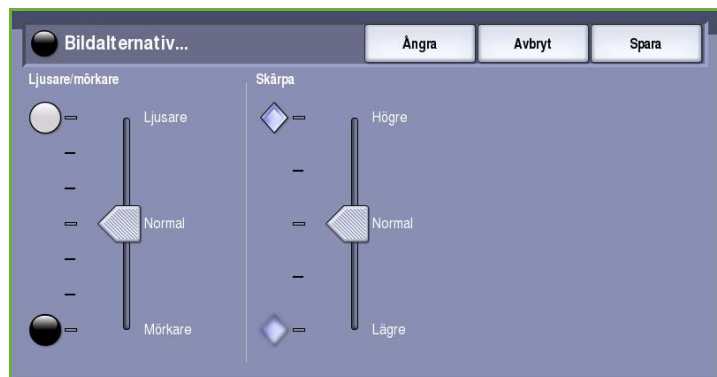 Bildalternativ...
Ångra
Avbryt
Spara
Ljusare/mörkare
Skärpa
Ljusare
Högre
Normal
Normal
Mörkare
Lägre